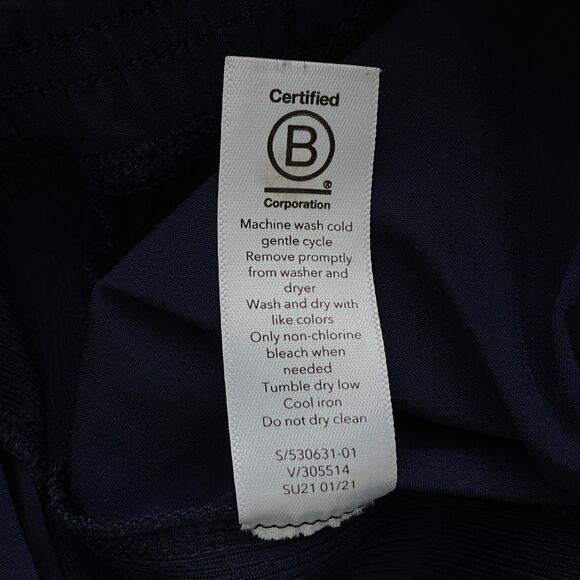 Certified
B
®
Corporation
Machine wash cold
gentle cycle
Remove promptly
from washer and
dryer
Wash and dry with
like colors
Only non-chlorine
bleach when
needed
Tumble dry low
Cool iron
Do not dry clean
S/530631-01
V/305514
SU21 01/21